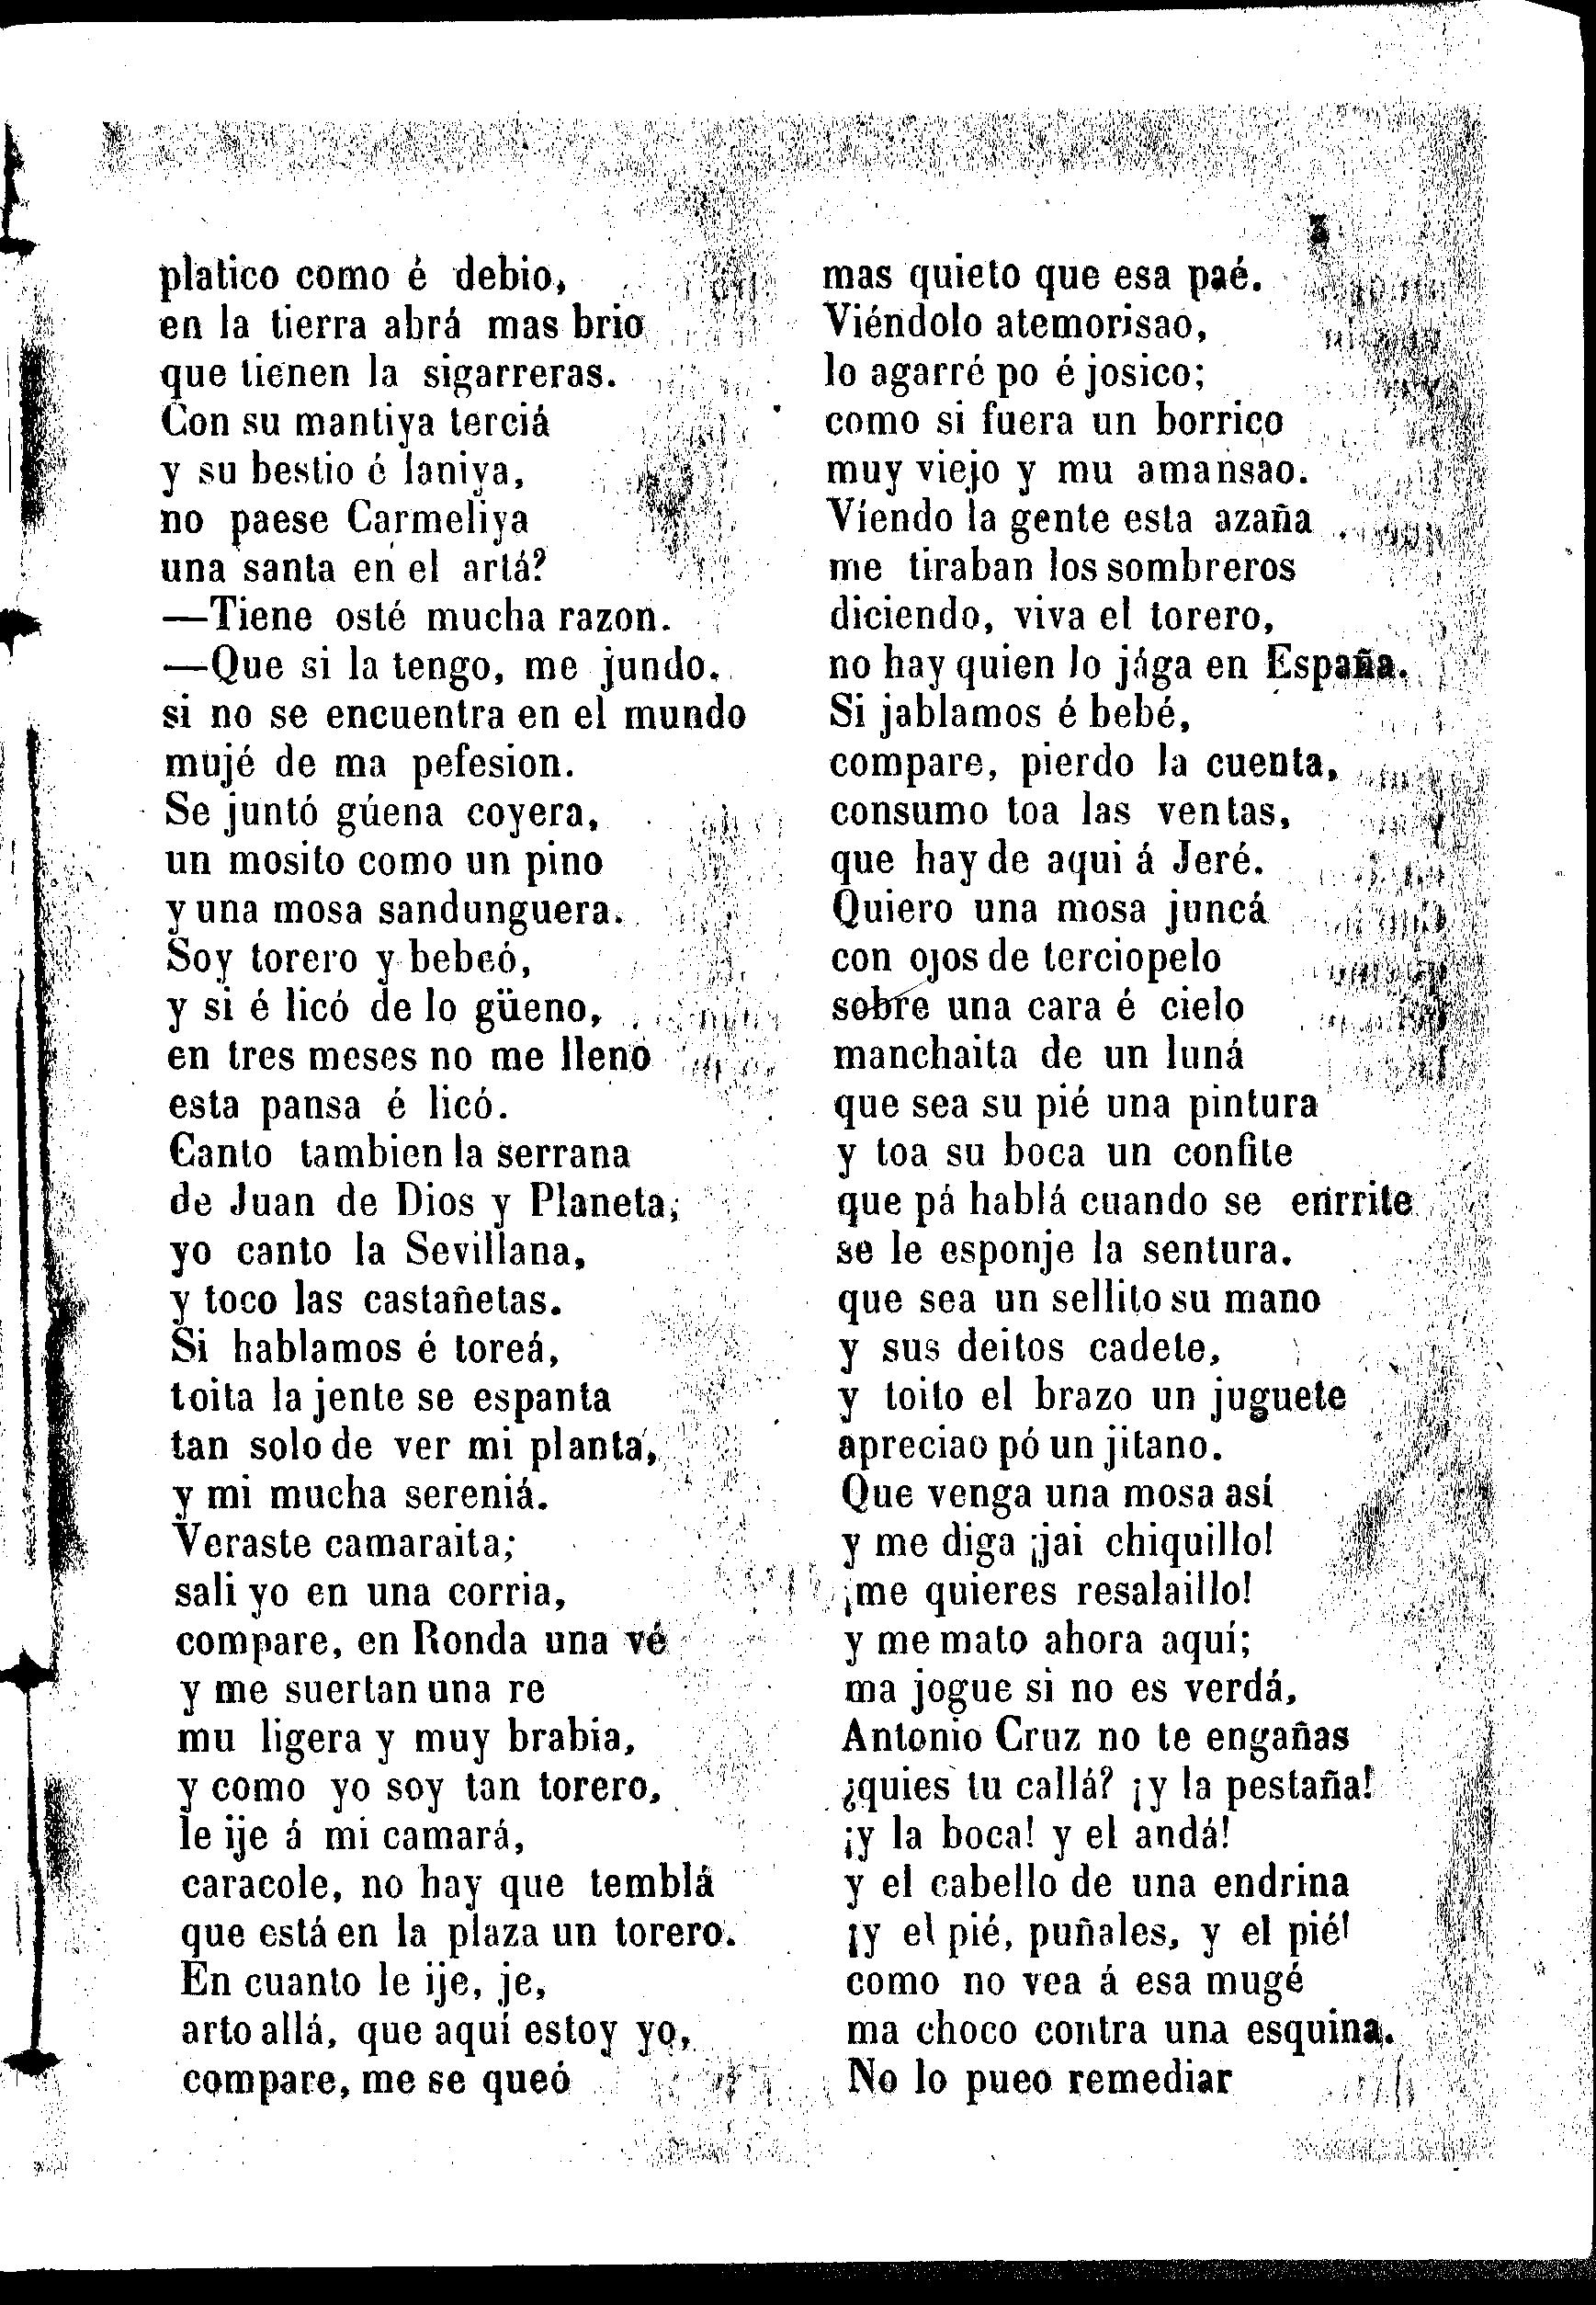 platico como é debio,
en la tierra abrá mas brio
que tienen la sigarreras.
Con su mantiya terciá
y su bestio é laniya,
no paese Carmeliya
una santa en el artá?
—Tiene osté mucha razon.
—Que si la tengo, me jundo.
si no se encuentra en el mundo
mujé de ma pefesion.
Se juntó gúena coyera,
un mosito como un pino
y una mosa sandunguera.
Soy torero y bebeó,
y si é licó de lo güeno,
en tres meses no me lleno
esta pansa é licó.
Canto tambien la serrana
de Juan de Dios y Planeta,
yo canto la Sevillana,
y toco las castañetas.
Si hablamos é toreá,
toita la jente se espanta
tan solo de ver mi planta,
y mi mucha sereniá.
Veraste camaraita;
sali yo en una corria,
compare, en Ronda una vé
y me suertan una re
mu ligera y muy brabia,
y como yo soy tan torero,
le ije á mi camará,
caracole, no hay que temblá
que está en la plaza un torero.
En cuanto le ije, je,
arto allá, que aquí estoy yo,
compare, me se queó
mas quieto que esa paé.
Viéndolo atemorisao,
lo agarré po é josico;
como si fuera un borrico
muy viejo y mu amansao.
Viendo la gente esta azaña
me tiraban los sombreros
diciendo, viva el torero,
no hay quien lo jága en España.
Si jablamos é bebé,
compare, pierdo la cuenta,
consumo toa las ventas,
que hay de aqui á Jeré.
Quiero una mosa juncá
con ojos de terciopelo
sobre una cara é cielo
manchaita de un luná
que sea su pié una pintura
y toa su boca un confite
que pá hablá cuando se enrrite
se le esponje la sentura.
que sea un sellito su mano
y sus deitos cadete,
y toito el brazo un juguete
apreciao pó un jitano.
Que venga una mosa así
y me diga ¡jai chiquillo!
¡me quieres resalaillo!
y me mato ahora aquí;
ma jogue si no es verdá,
Antonio Cruz no te engañas
¿quies tu callá? ¡y la pestaña!
¡y la boca! y el andá!
y el cabello de una endrina
¡y el pié, puñales, y el pié!
como no vea á esa mugé
ma choco contra una esquina.
No lo pueo remediar